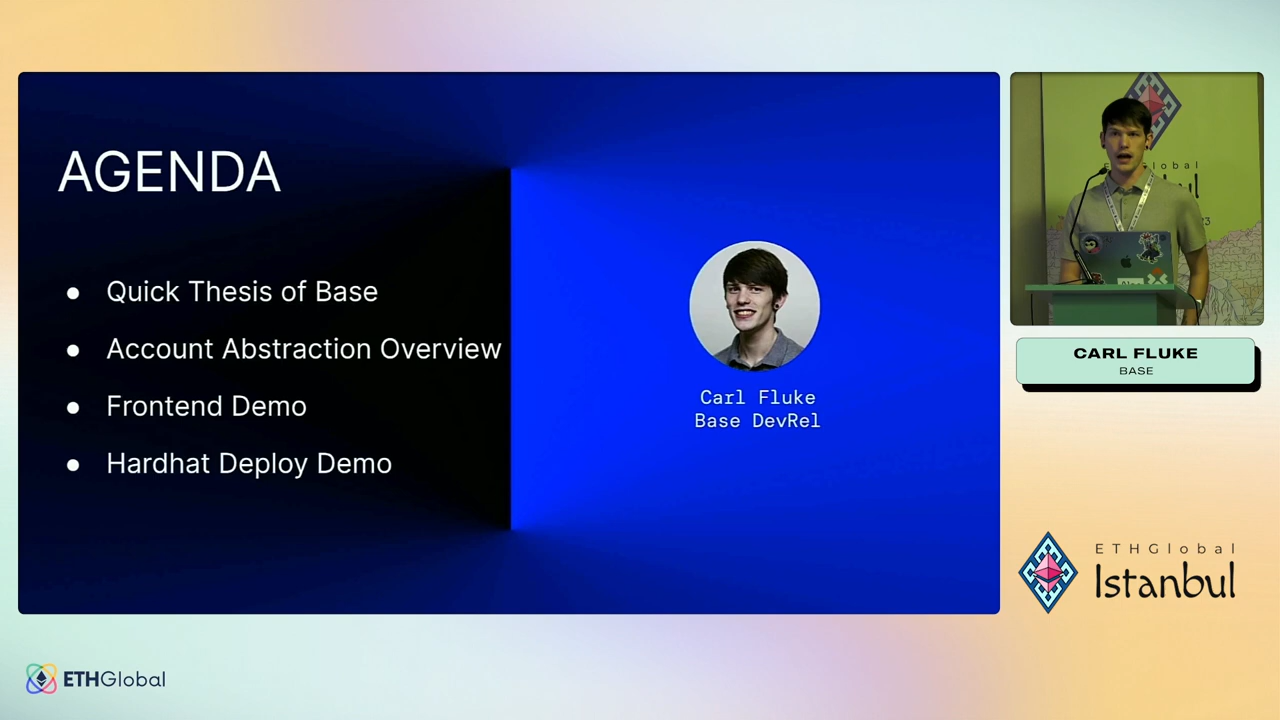 AGENDA
● Quick Thesis of Base
● Account Abstraction Overview
● Frontend Demo
● Hardhat Deploy Demo
Carl Fluke
Base DevRel
CARL FLUKE
BASE
ETHGlobal
Istanbul
ETHGlobal